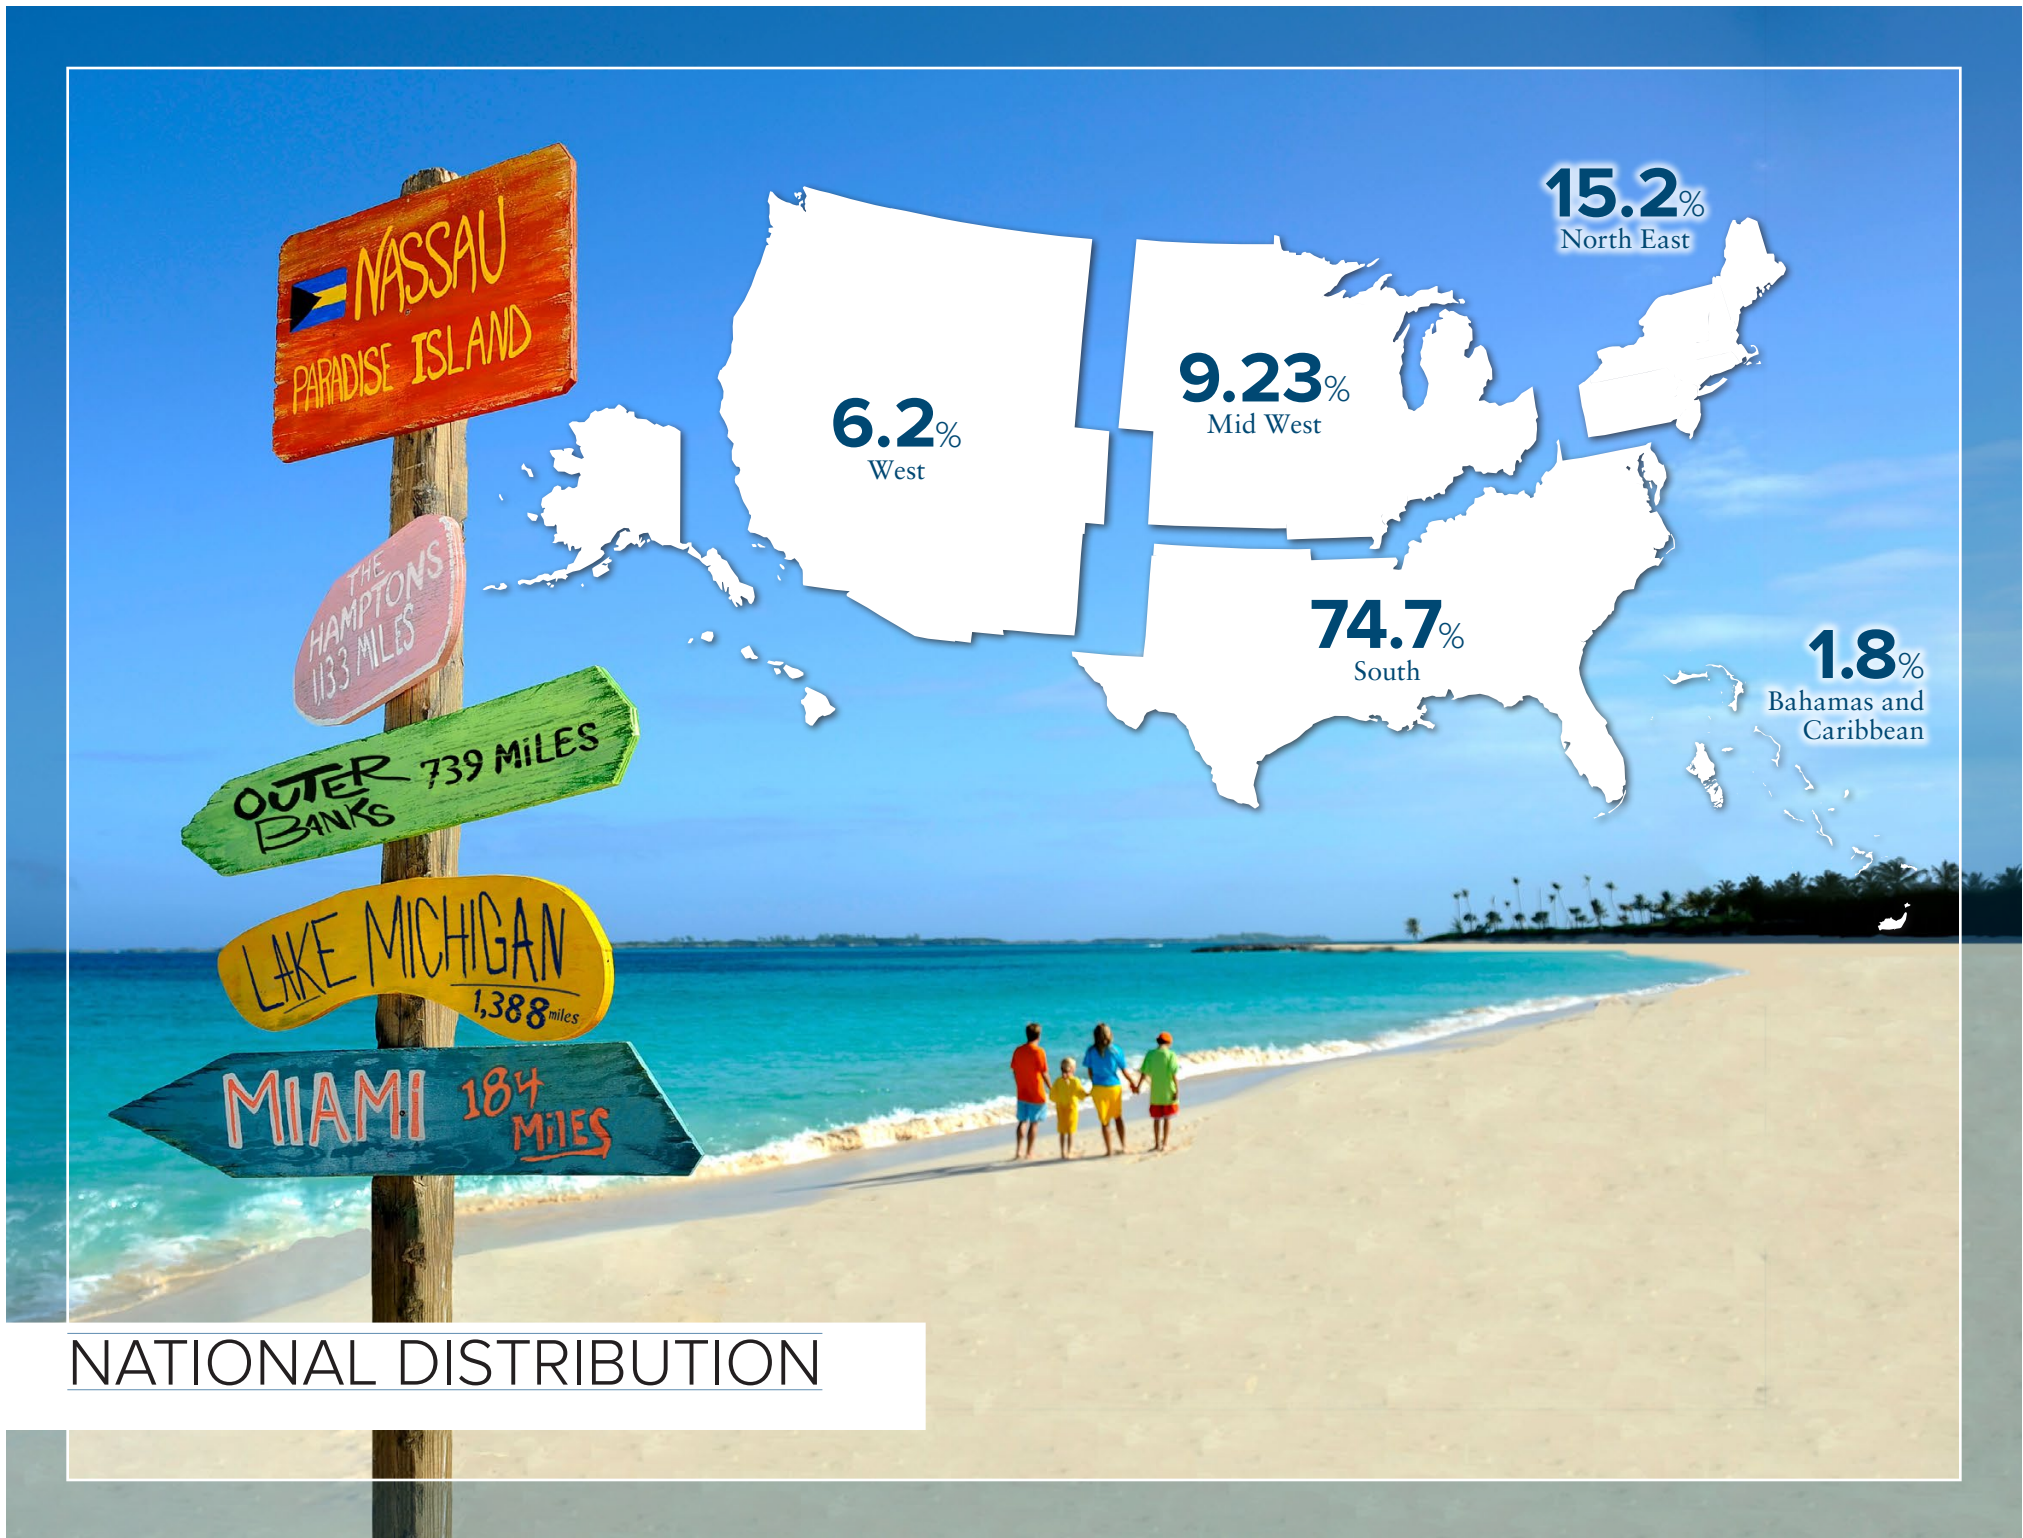 NASSAU
PARADISE ISLAND
THE
HAMPTONS
1133 MILES
OUTER
BANKS
739 MiLES
LAKE MICHIGAN
1,388 miles
MIAMi
184
MilES
15.2%
North East
9.23%
Mid West
6.2%
West
74.7%
South
1.8%
Bahamas and
Caribbean
NATIONAL DISTRIBUTION